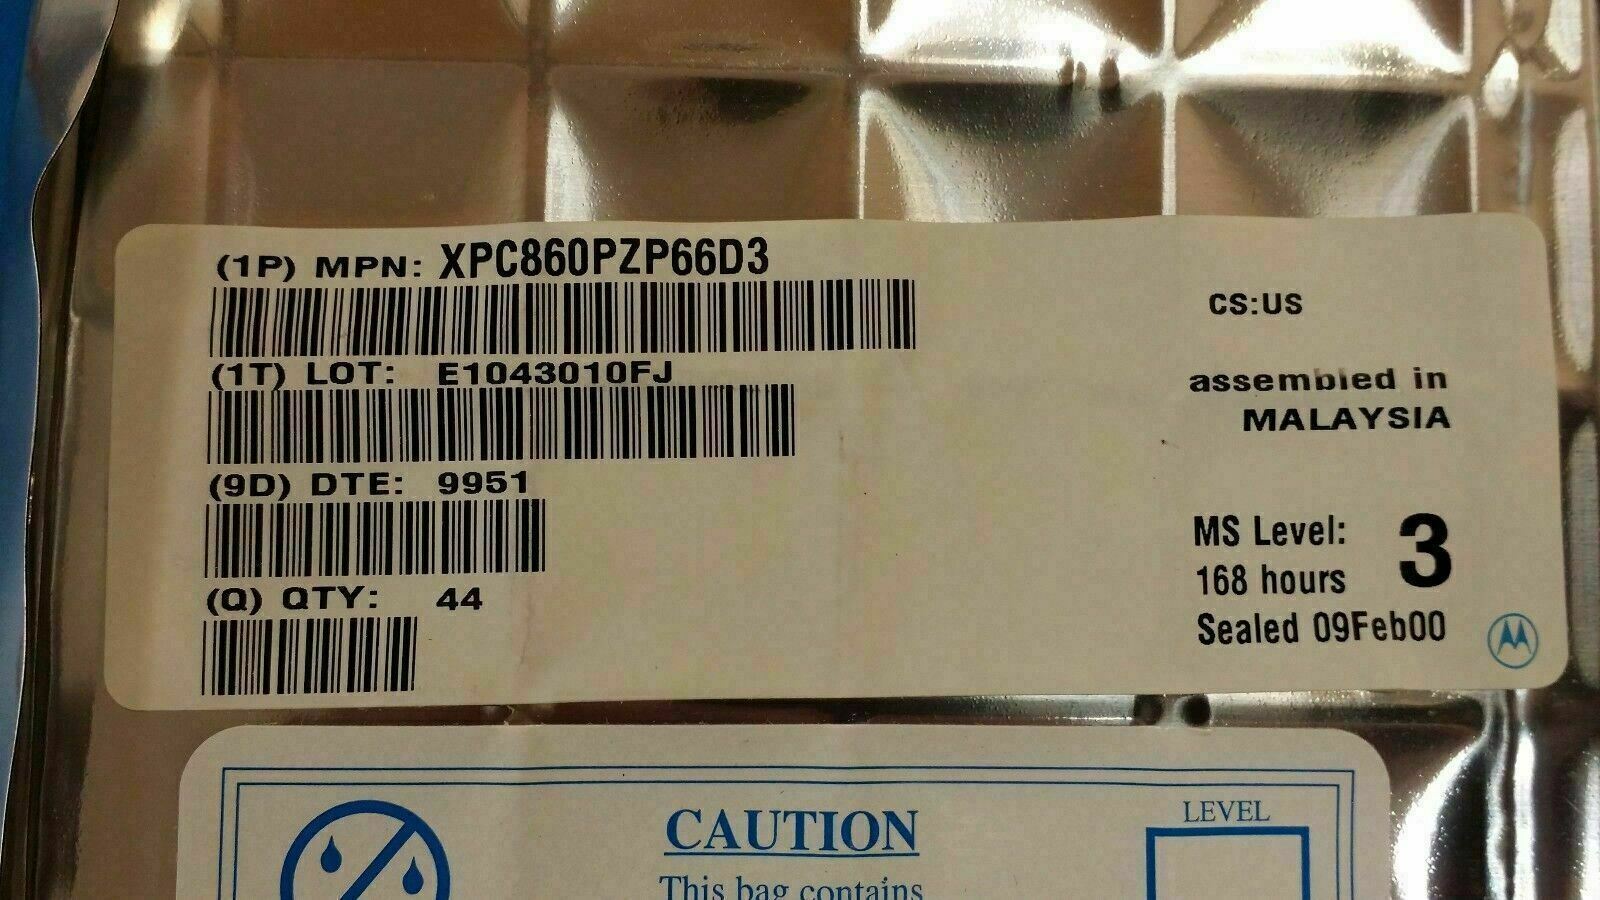 (1P) MPN: XPC860PZP66D3
CS:US
(1T) LOT: E1043010FJ
assembled in
MALAYSIA
(9D) DTE: 9951
MS Level: 3
168 hours
(Q) QTY: 44
Sealed 09Feb00
CAUTION
LEVEL
This bag contains